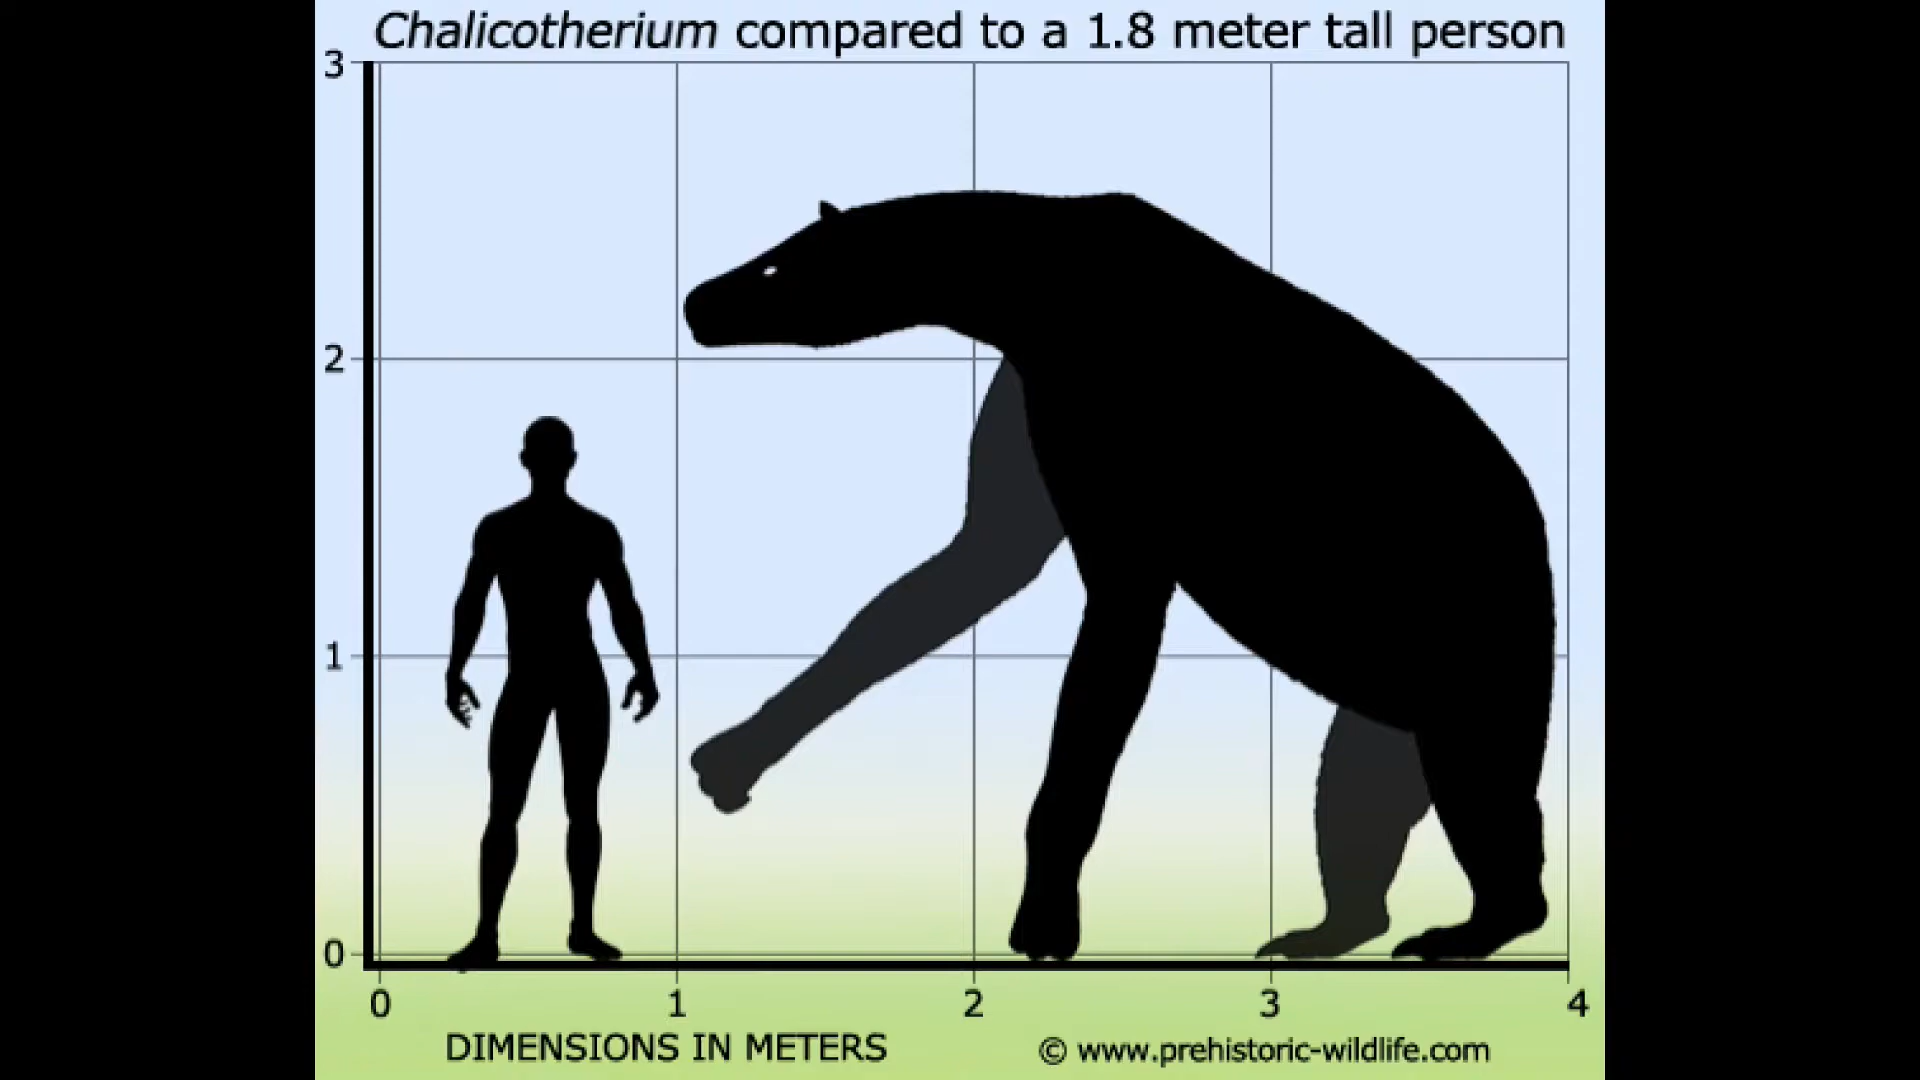 Chalicotherium compared to a 1.8 meter tall person
3
2
1
0
0 1 2 3 4
DIMENSIONS IN METERS
© www.prehistoric-wildlife.com